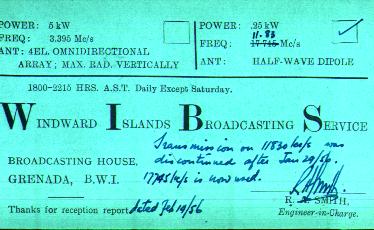 POWER: 5 kW
FREQ: 3.395 Mc/s
ANT: 4EL. OMNIDIRECTIONAL
ARRAY; MAX. RAD. VERTICALLY
POWER: .25 kW
11.83
FREQ: 17 745 Mc/s
ANT: HALF-WAVE DIPOLE
1800-2215 HRS. A.S.T. Daily Except Saturday.
WINDWARD ISLANDS BROADCASTING SERVICE
Transmission on 11830 kc/s was
BROADCASTING HOUSE, discontinued after Jan 29/56.
GRENADA, B.W.I. 17745 kc/s is now used.
R. A. SMITH,
Thanks for reception report dated Feb 19/56
Engineer-in-Charge.